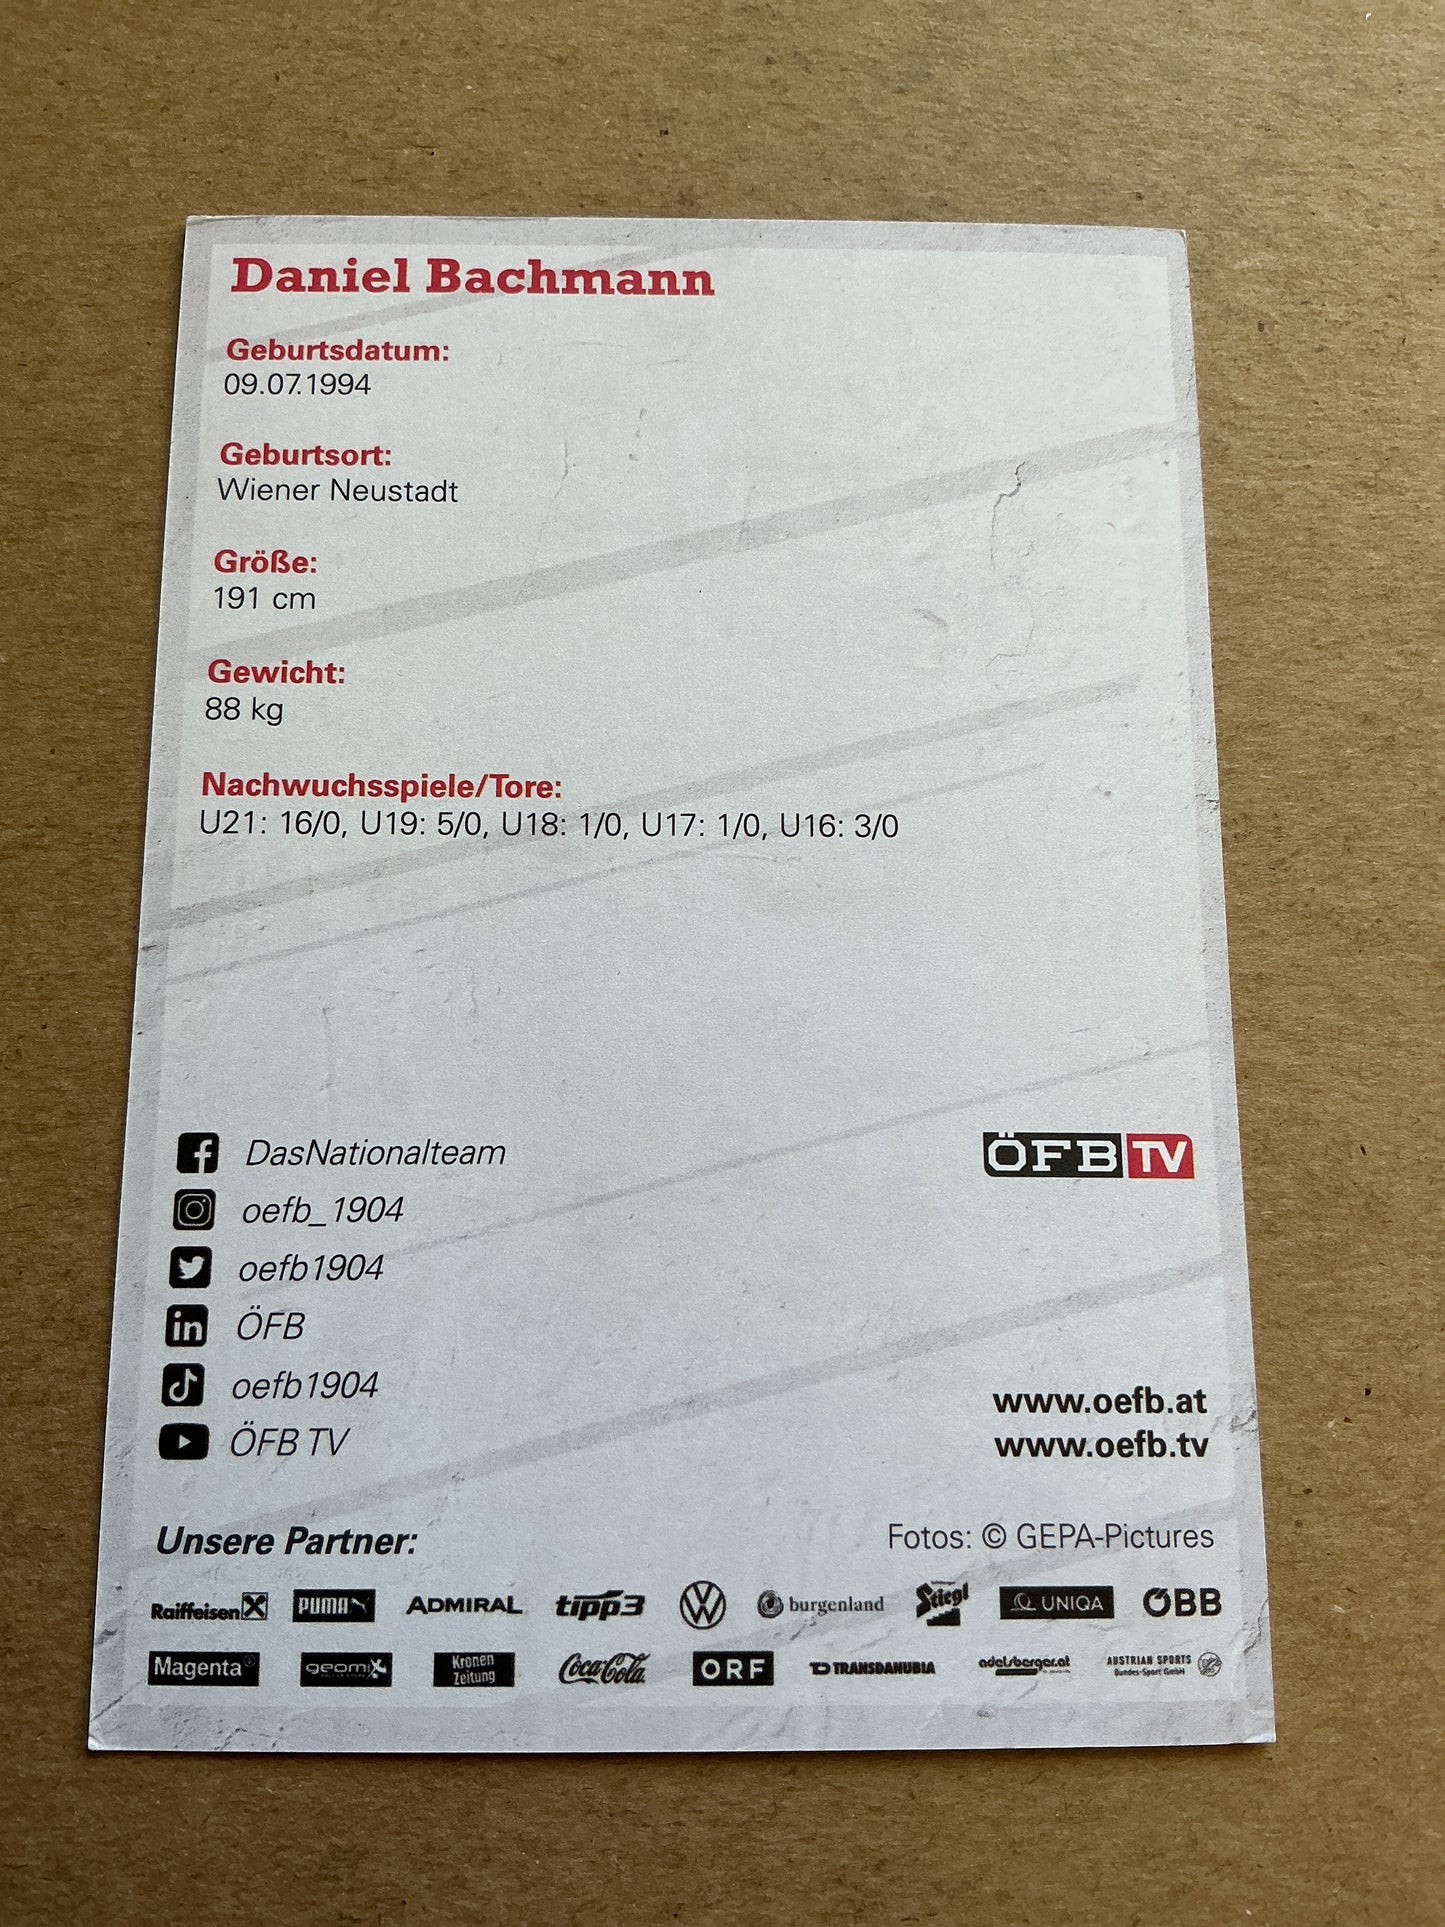 Daniel Bachmann
Geburtsdatum:
09.07.1994
Geburtsort:
Wiener Neustadt
Größe:
191 cm
Gewicht:
88 kg
Nachwuchsspiele/Tore:
U21: 16/0, U19: 5/0, U18: 1/0, U17: 1/0, U16: 3/0
DasNationalteam
ÖFB TV
oefb_1904
oefb1904
in ÖFB
oefb1904
www.oefb.at
ÖFB TV
www.oefb.tv
Unsere Partner:
Fotos: © GEPA-Pictures
Raiffeisen PUMA ADMIRAL tipp3 burgenland Stiegl UNIQA ÖBB
Magenta geomix Kronen Zeitung Coca-Cola ORF TRANSDANUBIA adelsberger.at AUSTRIAN SPORTS
Bundes-Sport GmbH